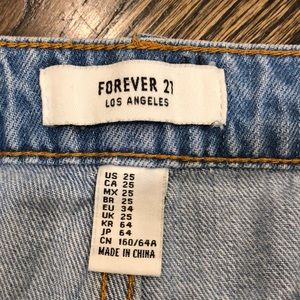 FOREVER 21
LOS ANGELES
US 25
CA 25
MX 25
BR 25
EU 34
UK 25
KR 64
JP 64
CN 160/64A
MADE IN CHINA